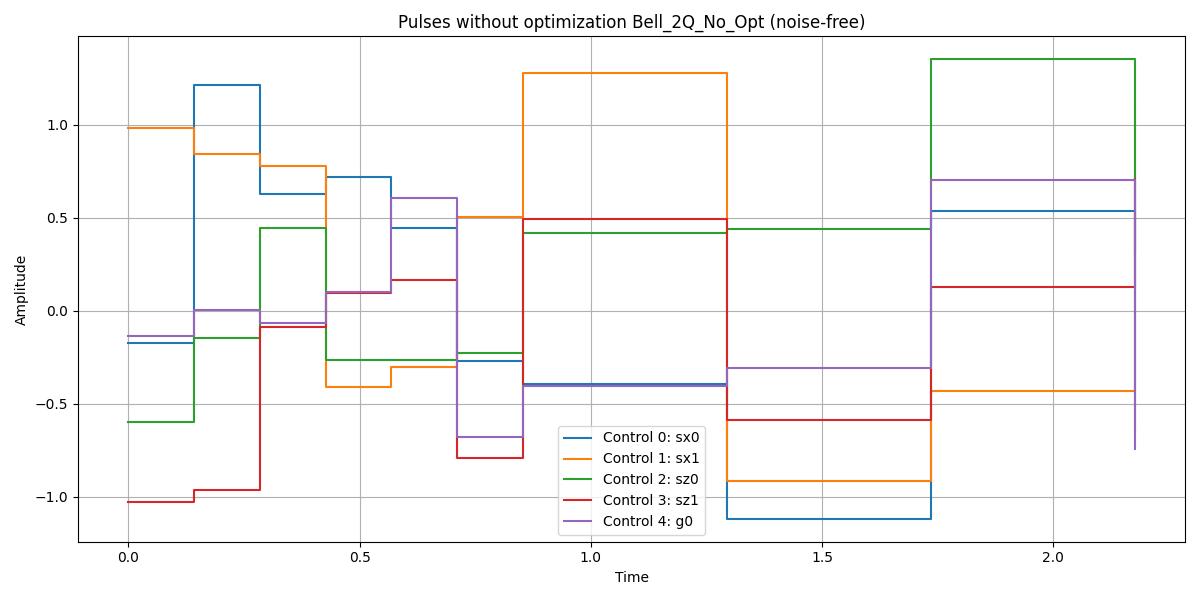 Pulses without optimization Bell_2Q_No_Opt (noise-free)
Amplitude
1.0
0.5
0.0
−0.5
−1.0
Control 0: sx0
Control 1: sx1
Control 2: sz0
Control 3: sz1
Control 4: g0
0.0 0.5 1.0 1.5 2.0
Time